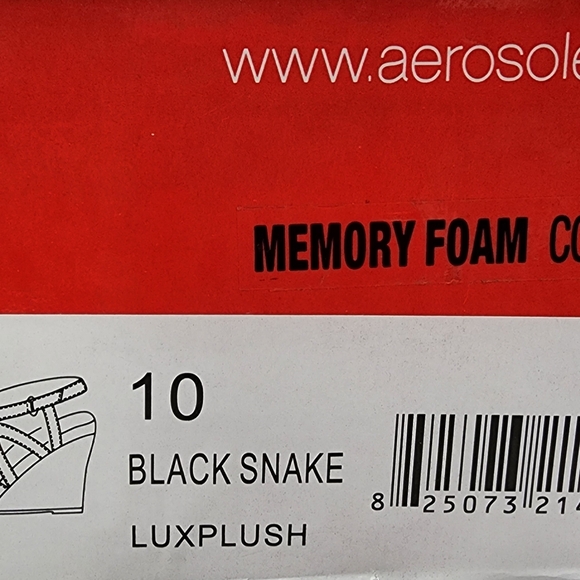 www.aerosole
MEMORY FOAM CO
10
BLACK SNAKE
LUXPLUSH
8 25073 214